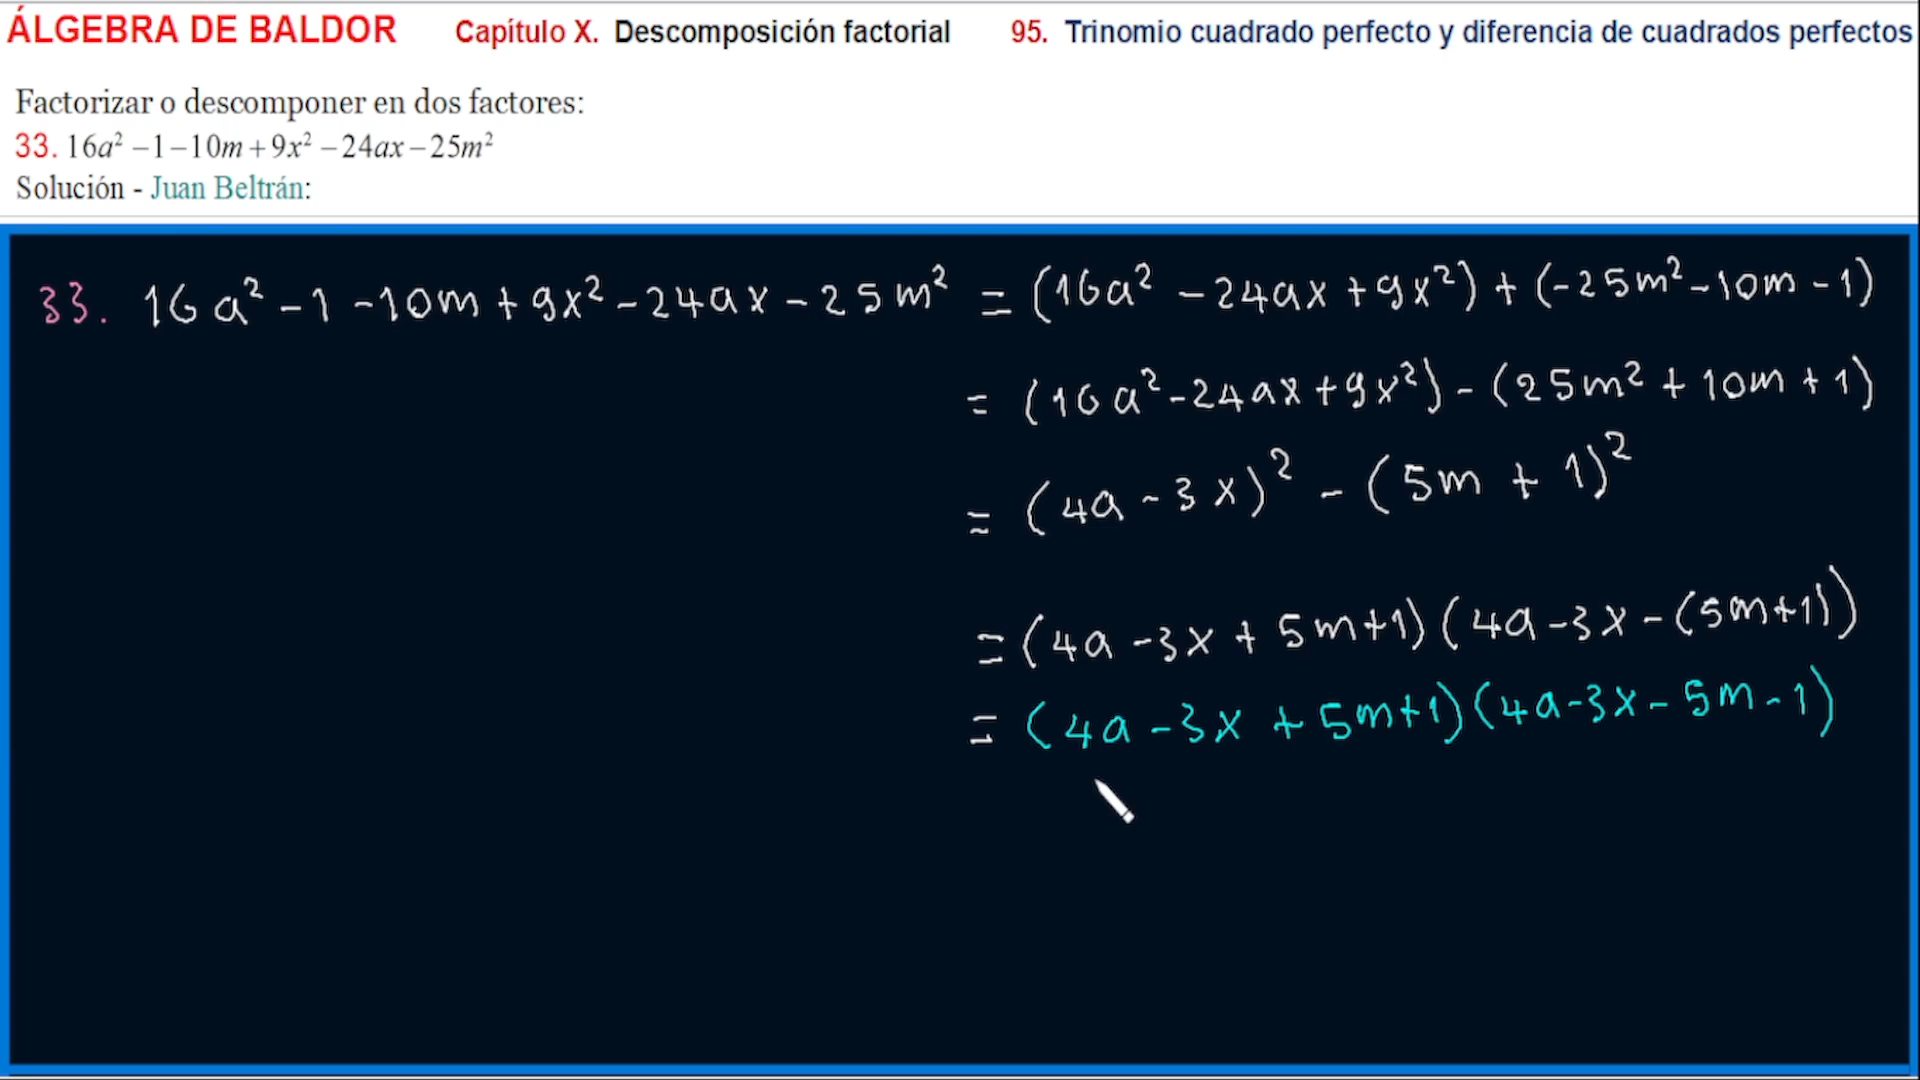 ÁLGEBRA DE BALDOR Capítulo X. Descomposición factorial 95. Trinomio cuadrado perfecto y diferencia de cuadrados perfectos
Factorizar o descomponer en dos factores:
33. 16a² −1−10m+9x² −24ax−25m²
Solución - Juan Beltrán:
33. 16a² - 1 - 10m + 9x² - 24ax - 25m² = (16a² - 24ax + 9x²) + (-25m² - 10m - 1)
= (16a² - 24ax + 9x²) - (25m² + 10m + 1)
= (4a - 3x)² - (5m + 1)²
= (4a - 3x + 5m+1)(4a - 3x - (5m+1))
= (4a - 3x + 5m+1)(4a - 3x - 5m - 1)